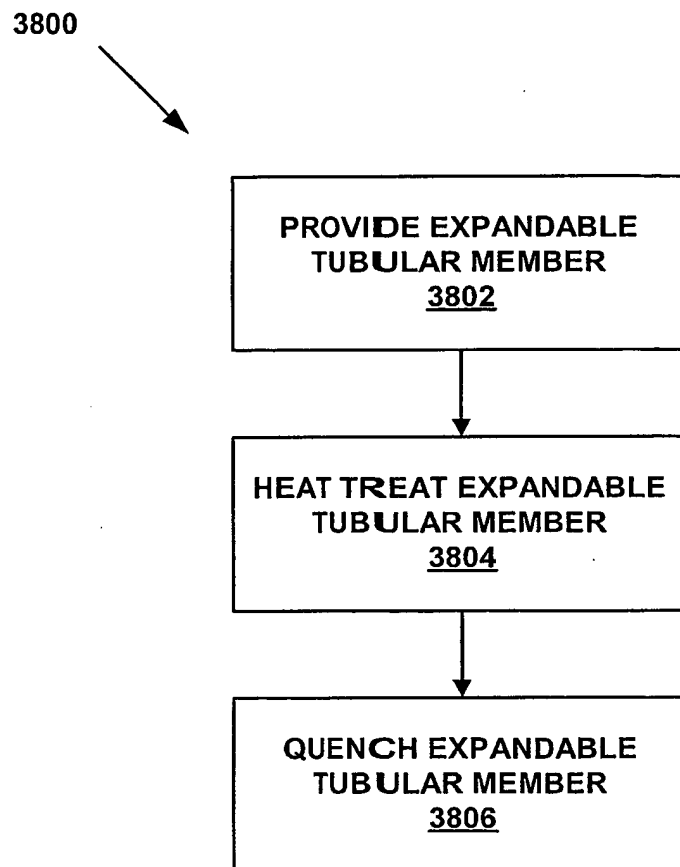 3800
PROVIDE EXPANDABLE
TUBULAR MEMBER
3802
HEAT TREAT EXPANDABLE
TUBULAR MEMBER
3804
QUENCH EXPANDABLE
TUBULAR MEMBER
3806